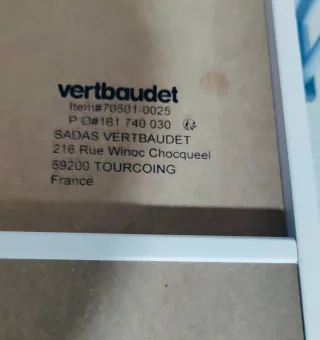 vertbaudet
Item#70501-0025
P O#161 740 030
SADAS VERTBAUDET
216 Rue Winoc Chocqueel
59200 TOURCOING
France